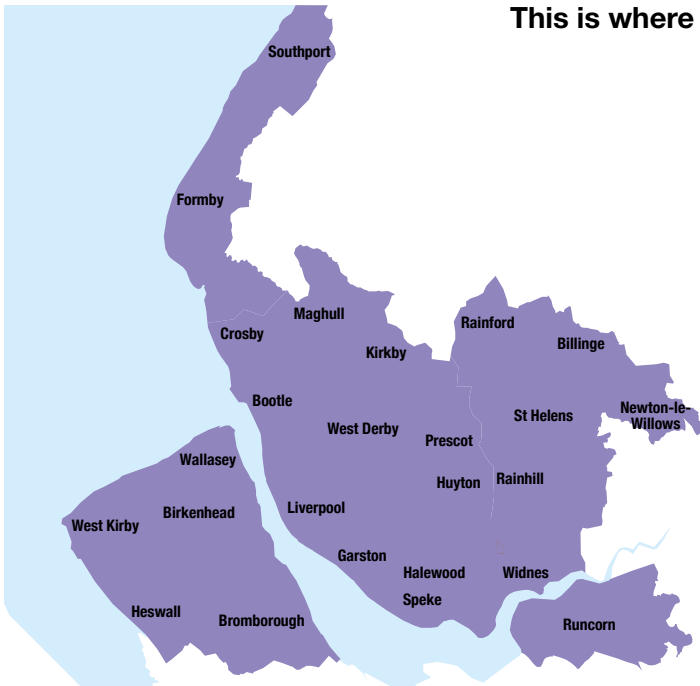 This is where
Southport
Formby
Maghull
Crosby
Rainford
Billinge
Kirkby
Bootle
West Derby
Prescot
St Helens
Newton-le-
Willows
Wallasey
Huyton
Rainhill
Birkenhead
West Kirby
Liverpool
Garston
Halewood
Widnes
Speke
Heswall
Bromborough
Runcorn